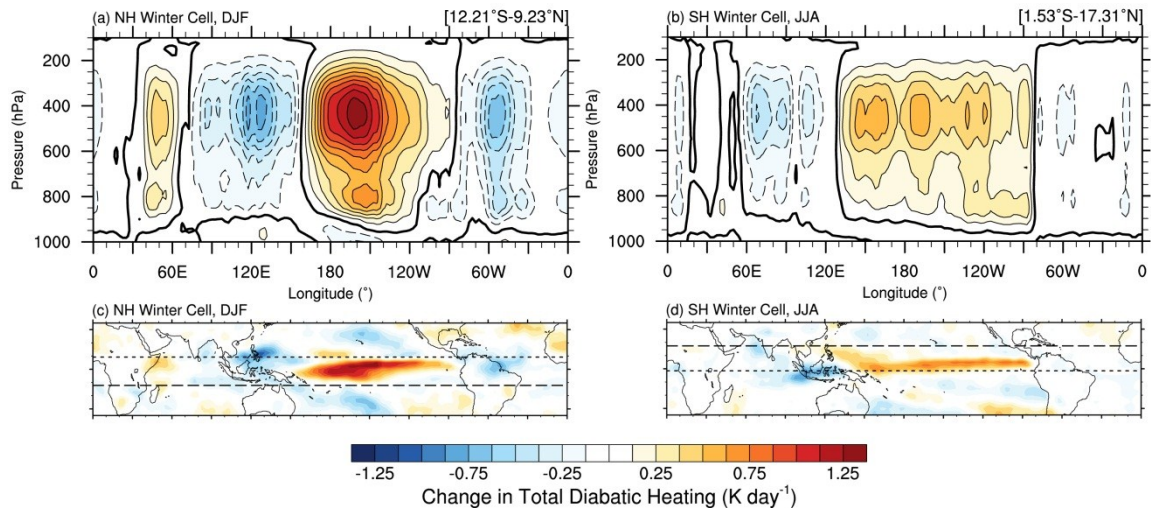 (a) NH Winter Cell, DJF [12.21°S-9.23°N]
(b) SH Winter Cell, JJA [1.53°S-17.31°N]
Pressure (hPa)
200
400
600
800
1000
0 60E 120E 180 120W 60W 0
Longitude (°)
Pressure (hPa)
200
400
600
800
1000
0 60E 120E 180 120W 60W 0
Longitude (°)
(c) NH Winter Cell, DJF
(d) SH Winter Cell, JJA
-1.25 -0.75 -0.25 0.25 0.75 1.25
Change in Total Diabatic Heating (K day-1)